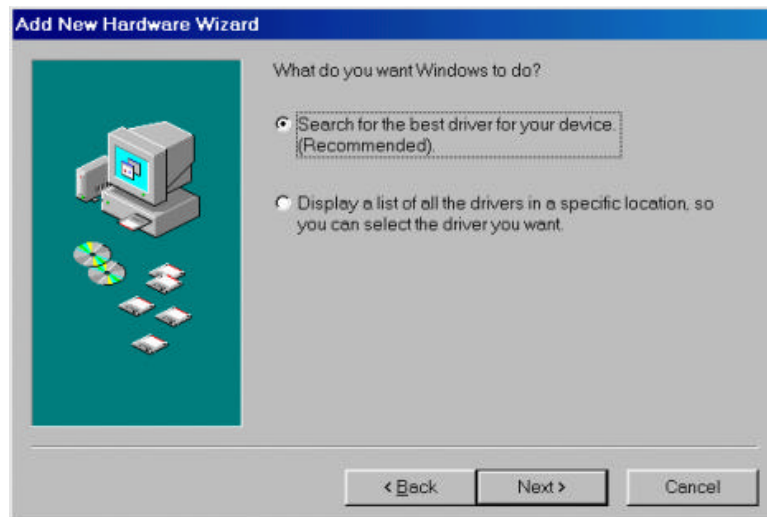 Add New Hardware Wizard
What do you want Windows to do?
Search for the best driver for your device.
(Recommended).
Display a list of all the drivers in a specific location, so
you can select the driver you want.
< Back
Next >
Cancel